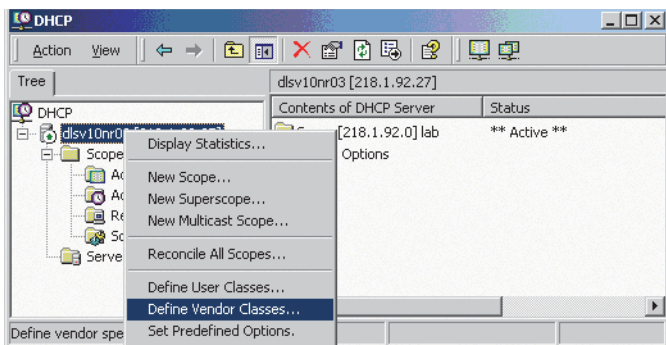 DHCP
Action View
Tree
dlsv10nr03 [218.1.92.27]
DHCP
Contents of DHCP Server
Status
[218.1.92.0] lab
** Active **
Scope
Options
Serve
Display Statistics...
New Scope...
New Superscope...
New Multicast Scope...
Reconcile All Scopes...
Define User Classes...
Define Vendor Classes...
Set Predefined Options.
Define vendor spe